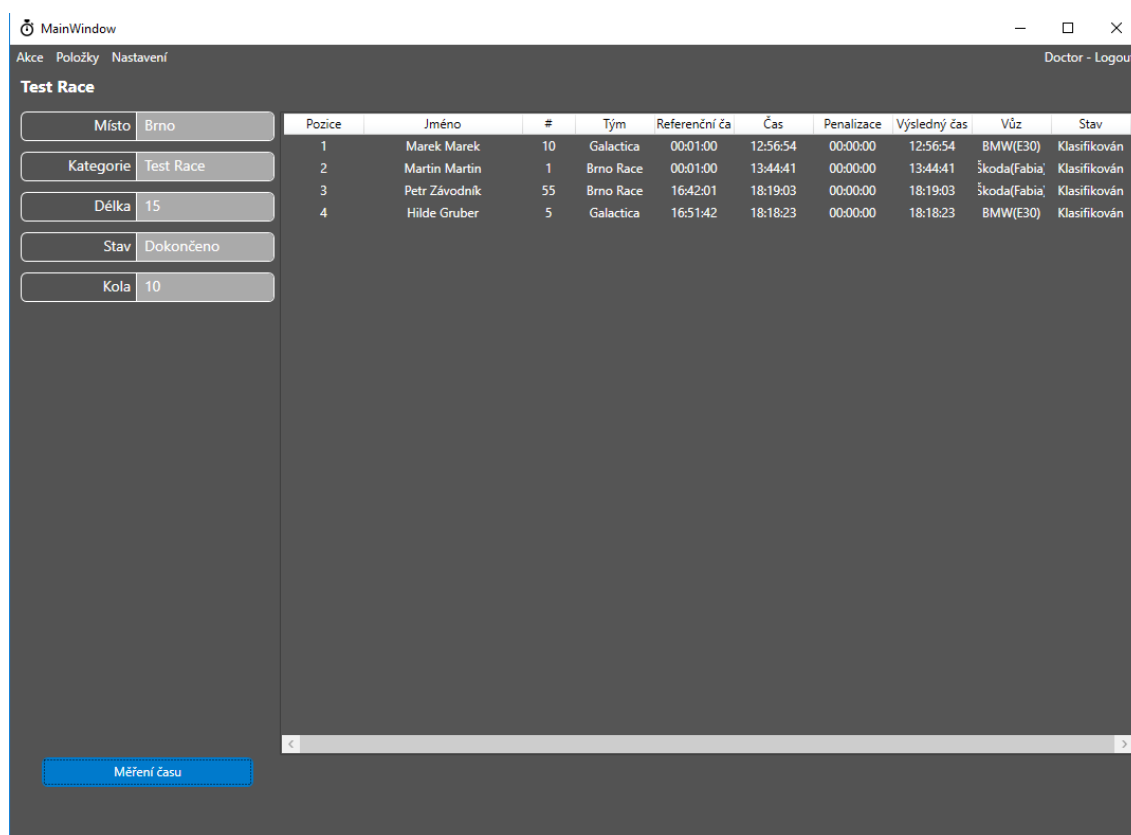 MainWindow
Akce Položky Nastavení Doctor - Logou
Test Race
Místo Brno
Kategorie Test Race
Délka 15
Stav Dokončeno
Kola 10
Pozice Jméno # Tým Referenční ča Čas Penalizace Výsledný čas Vůz Stav
1 Marek Marek 10 Galactica 00:01:00 12:56:54 00:00:00 12:56:54 BMW(E30) Klasifikován
2 Martin Martin 1 Brno Race 00:01:00 13:44:41 00:00:00 13:44:41 Škoda(Fabia) Klasifikován
3 Petr Závodník 55 Brno Race 16:42:01 18:19:03 00:00:00 18:19:03 Škoda(Fabia) Klasifikován
4 Hilde Gruber 5 Galactica 16:51:42 18:18:23 00:00:00 18:18:23 BMW(E30) Klasifikován
Měření času